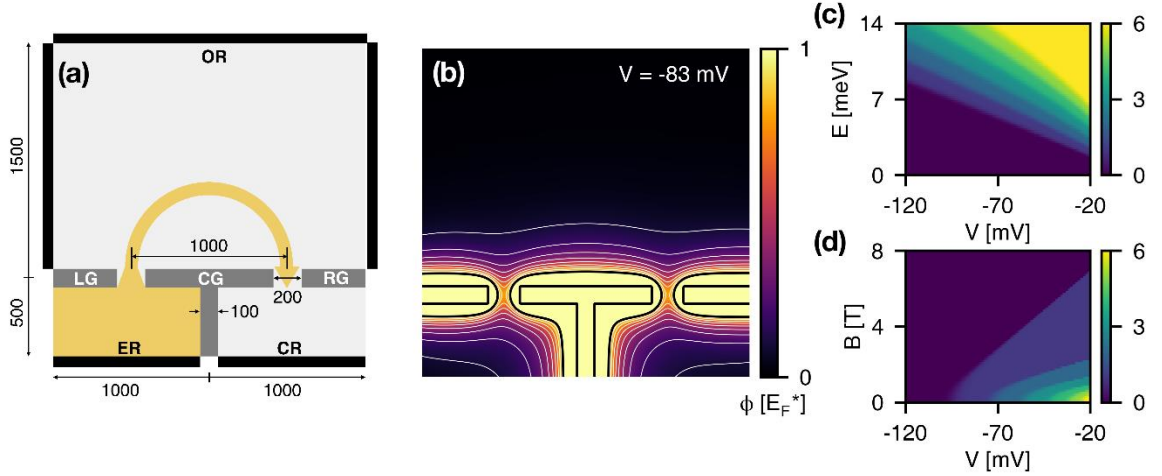 (a)
OR
1500
1000
LG
CG
RG
200
500
100
ER
CR
1000
1000
(b)
V = -83 mV
1
0
ϕ [E_F*]
(c)
14
7
0
E [meV]
-120
-70
-20
V [mV]
6
3
0
(d)
8
4
0
B [T]
-120
-70
-20
V [mV]
6
3
0